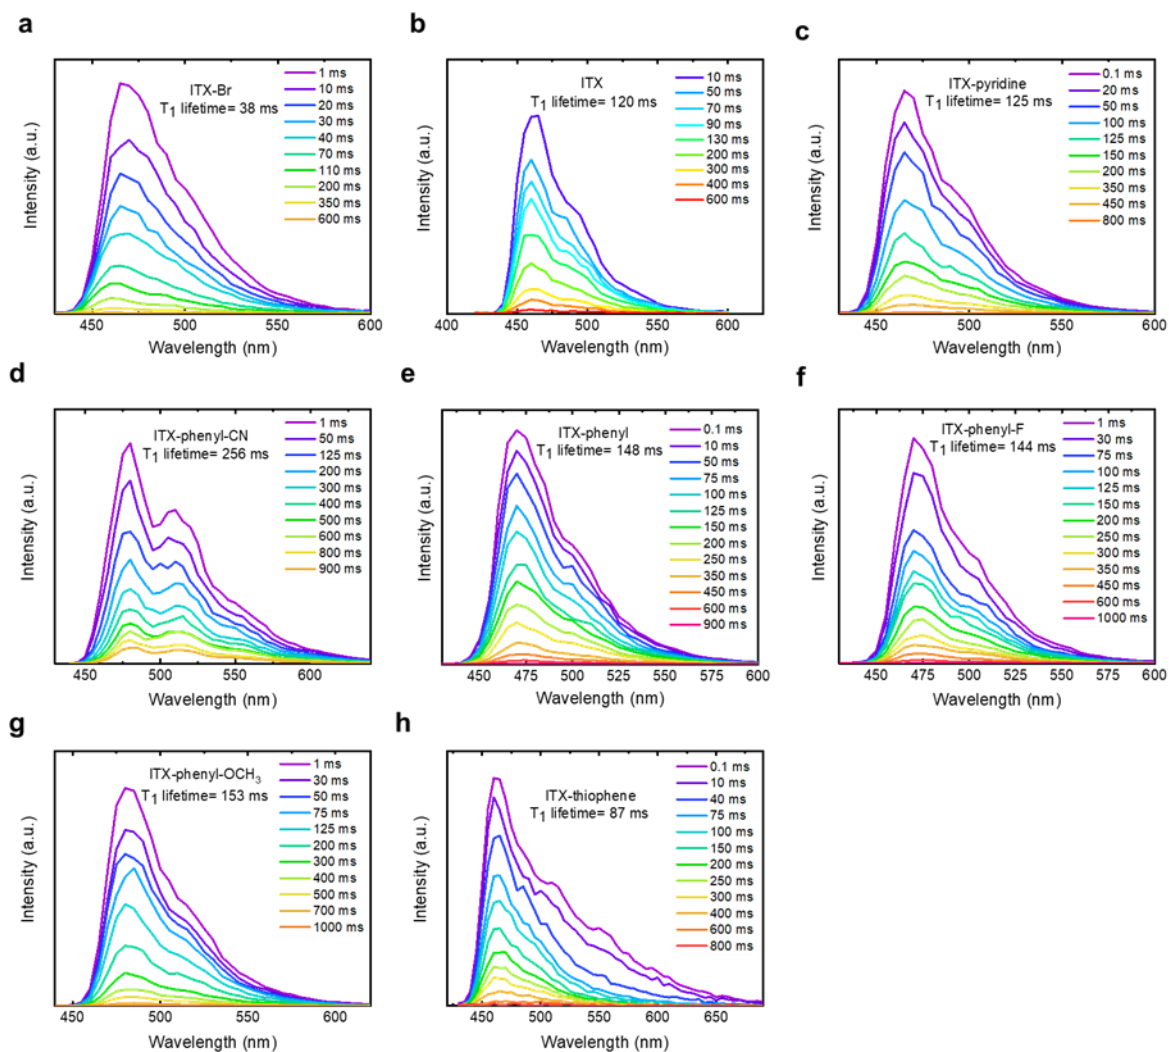 a
ITX-Br
T1 lifetime= 38 ms
1 ms
10 ms
20 ms
30 ms
40 ms
70 ms
110 ms
200 ms
350 ms
600 ms
Intensity (a.u.)
450 500 550 600
Wavelength (nm)
b
ITX
T1 lifetime= 120 ms
10 ms
50 ms
70 ms
90 ms
130 ms
200 ms
300 ms
400 ms
600 ms
Intensity (a.u.)
400 450 500 550 600
Wavelength (nm)
c
ITX-pyridine
T1 lifetime= 125 ms
0.1 ms
20 ms
50 ms
100 ms
125 ms
150 ms
200 ms
350 ms
450 ms
800 ms
Intensity (a.u.)
450 500 550 600
Wavelength (nm)
d
ITX-phenyl-CN
T1 lifetime= 256 ms
1 ms
50 ms
125 ms
200 ms
300 ms
400 ms
500 ms
600 ms
800 ms
900 ms
Intensity (a.u.)
450 500 550 600
Wavelength (nm)
e
ITX-phenyl
T1 lifetime= 148 ms
0.1 ms
10 ms
50 ms
75 ms
100 ms
125 ms
150 ms
200 ms
250 ms
350 ms
450 ms
600 ms
900 ms
Intensity (a.u.)
450 475 500 525 550 575 600
Wavelength (nm)
f
ITX-phenyl-F
T1 lifetime= 144 ms
1 ms
30 ms
75 ms
100 ms
125 ms
150 ms
200 ms
250 ms
300 ms
350 ms
450 ms
600 ms
1000 ms
Intensity (a.u.)
450 475 500 525 550 575 600
Wavelength (nm)
g
ITX-phenyl-OCH3
T1 lifetime= 153 ms
1 ms
30 ms
50 ms
75 ms
125 ms
200 ms
300 ms
400 ms
500 ms
700 ms
1000 ms
Intensity (a.u.)
450 500 550 600
Wavelength (nm)
h
ITX-thiophene
T1 lifetime= 87 ms
0.1 ms
10 ms
40 ms
75 ms
100 ms
150 ms
200 ms
250 ms
300 ms
400 ms
600 ms
800 ms
Intensity (a.u.)
450 500 550 600 650
Wavelength (nm)